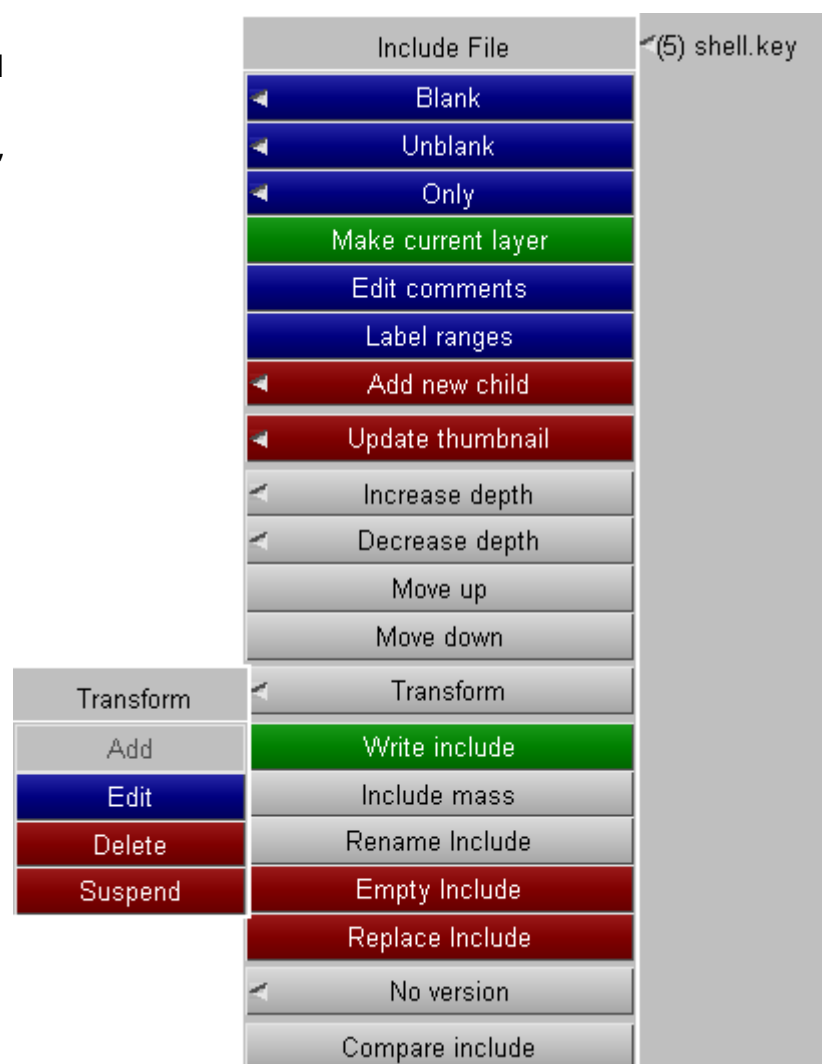 Include File
(5) shell.key
Blank
Unblank
Only
Make current layer
Edit comments
Label ranges
Add new child
Update thumbnail
Increase depth
Decrease depth
Move up
Move down
Transform
Transform
Add
Edit
Delete
Suspend
Write include
Include mass
Rename Include
Empty Include
Replace Include
No version
Compare include